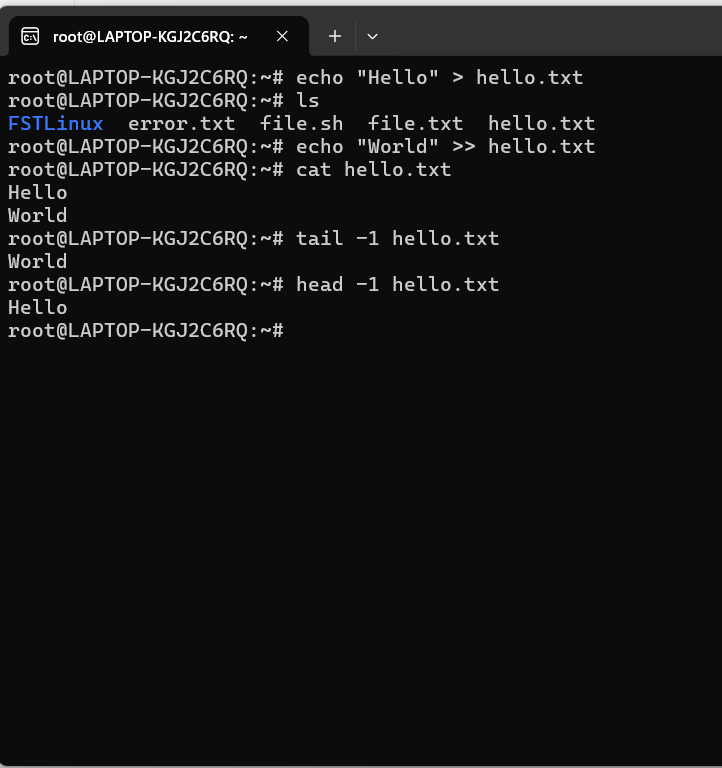 root@LAPTOP-KGJ2C6RQ: ~
root@LAPTOP-KGJ2C6RQ:~# echo "Hello" > hello.txt
root@LAPTOP-KGJ2C6RQ:~# ls
FSTLinux  error.txt  file.sh  file.txt  hello.txt
root@LAPTOP-KGJ2C6RQ:~# echo "World" >> hello.txt
root@LAPTOP-KGJ2C6RQ:~# cat hello.txt
Hello
World
root@LAPTOP-KGJ2C6RQ:~# tail -1 hello.txt
World
root@LAPTOP-KGJ2C6RQ:~# head -1 hello.txt
Hello
root@LAPTOP-KGJ2C6RQ:~#